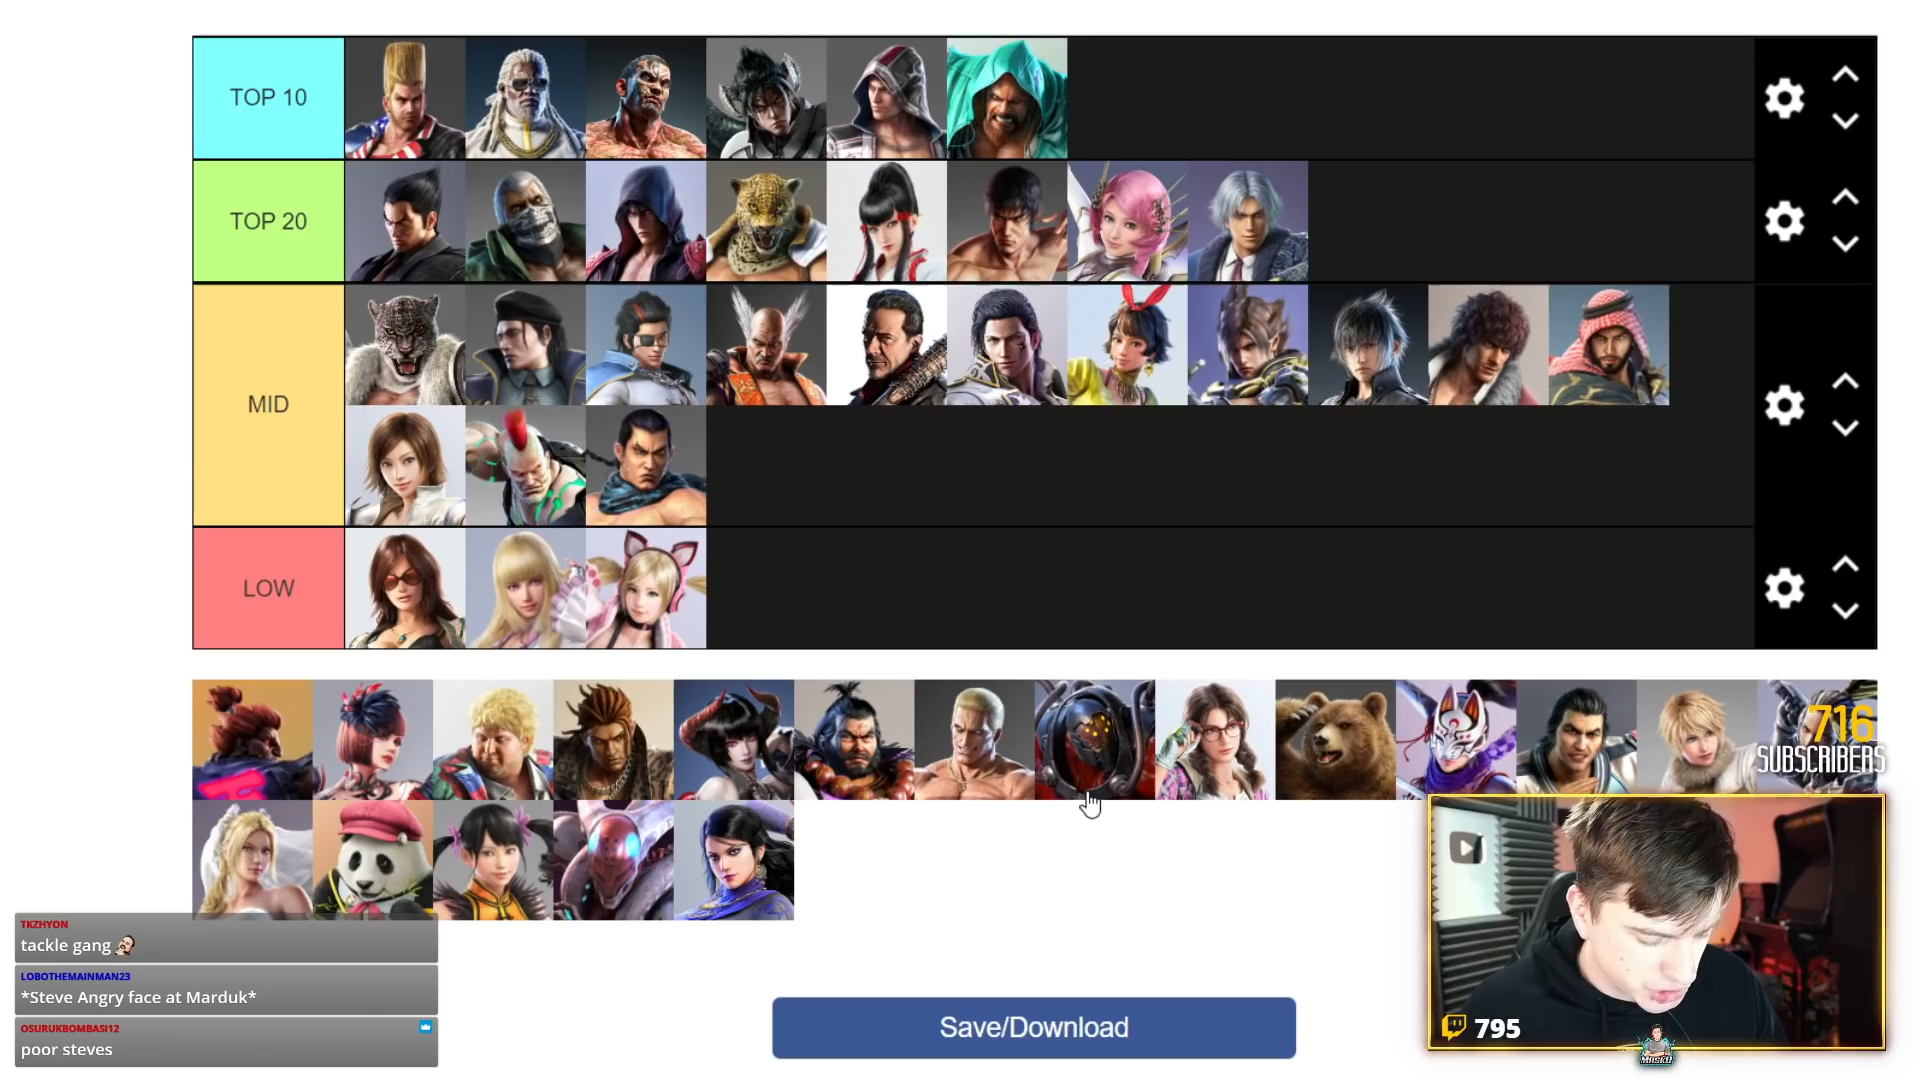 TOP 10
TOP 20
MID
LOW
716
SUBSCRIBERS
TKZHYON
tackle gang
LOBOTHEMAINMAN23
*Steve Angry face at Marduk*
OSURUKBOMBASI12
poor steves
Save/Download
795